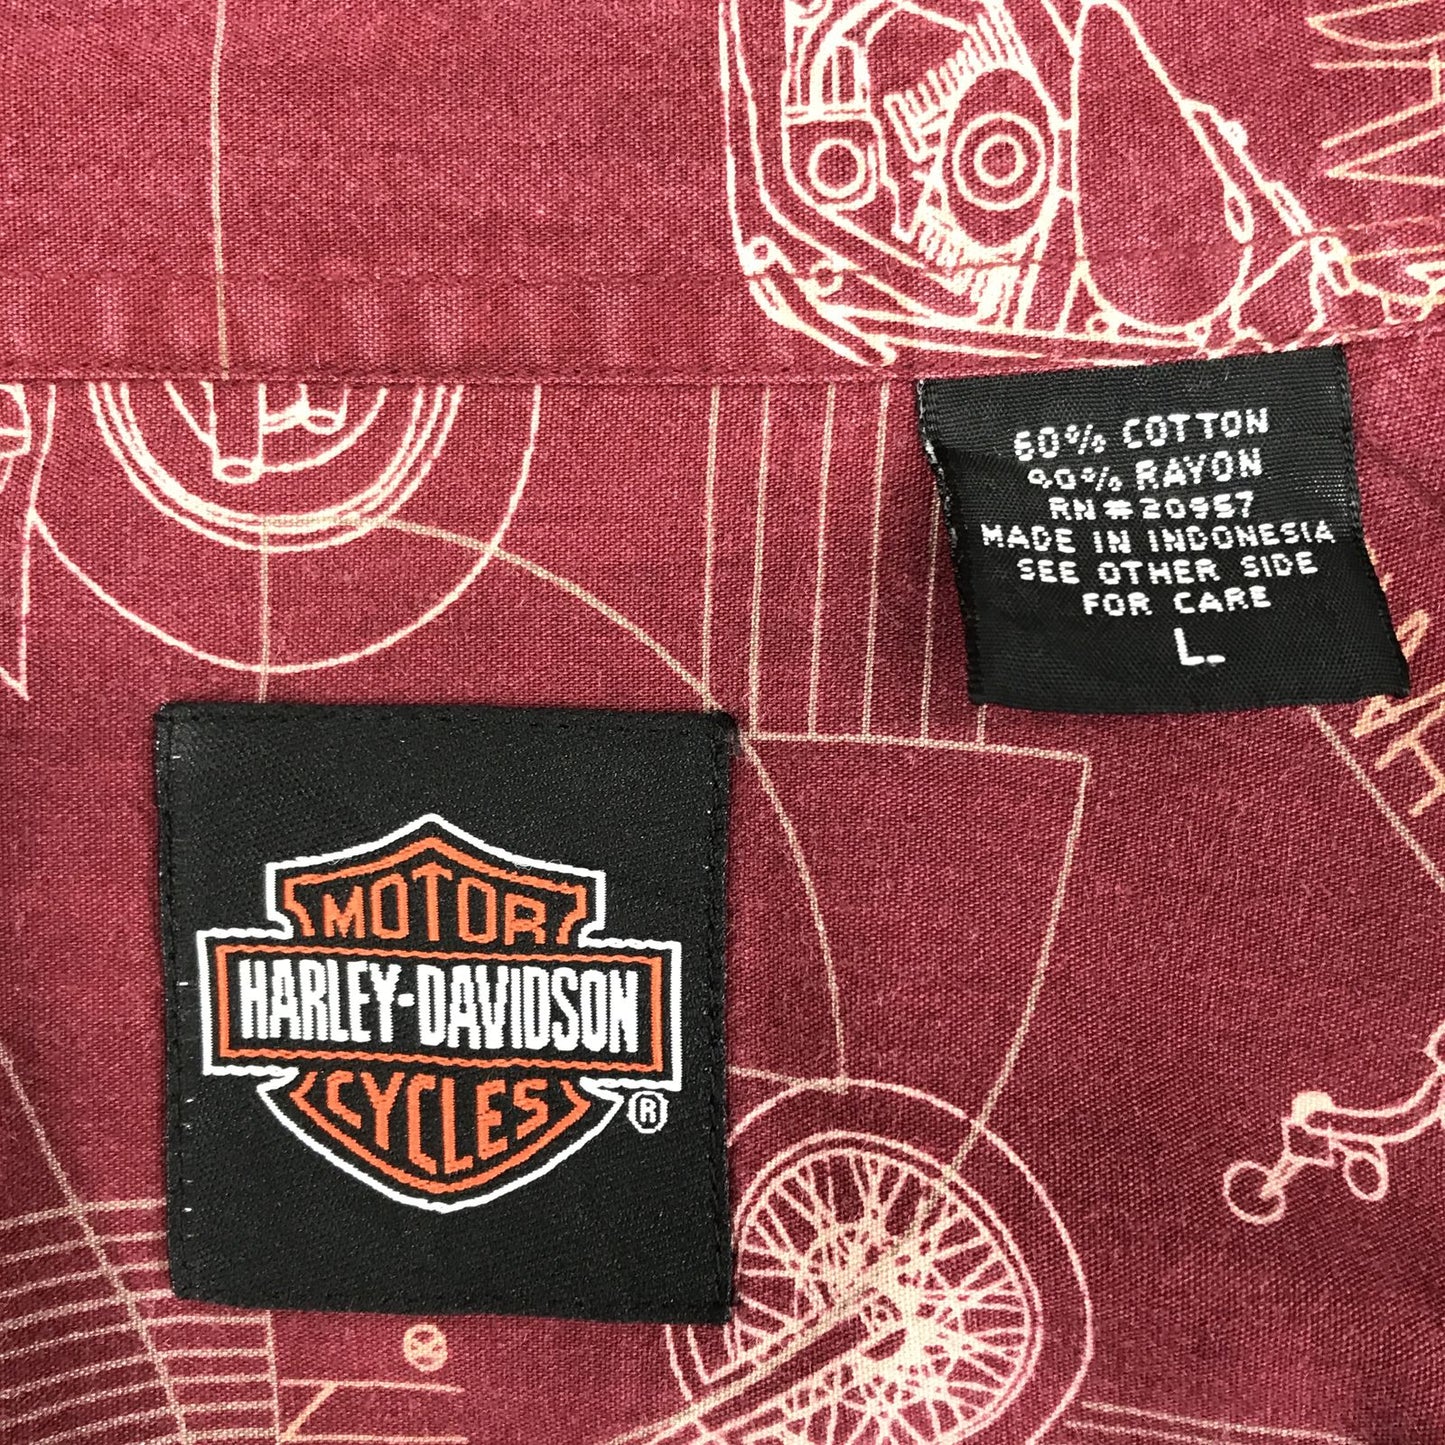 60% COTTON
40% RAYON
RN#20957
MADE IN INDONESIA
SEE OTHER SIDE
FOR CARE
L.
MOTOR
HARLEY-DAVIDSON
CYCLES
®
®